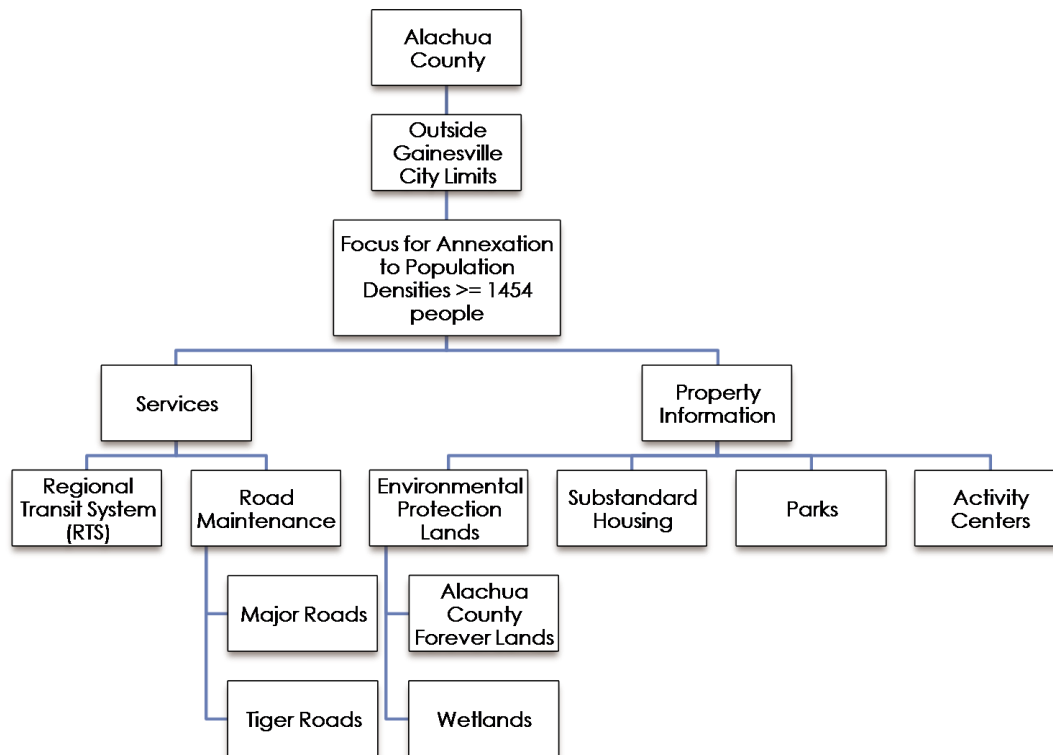 Alachua
County
Outside
Gainesville
City Limits
Focus for Annexation
to Population
Densities >= 1454
people
Services
Property
Information
Regional
Transit System
(RTS)
Road
Maintenance
Environmental
Protection
Lands
Substandard
Housing
Parks
Activity
Centers
Major Roads
Alachua
County
Forever Lands
Tiger Roads
Wetlands